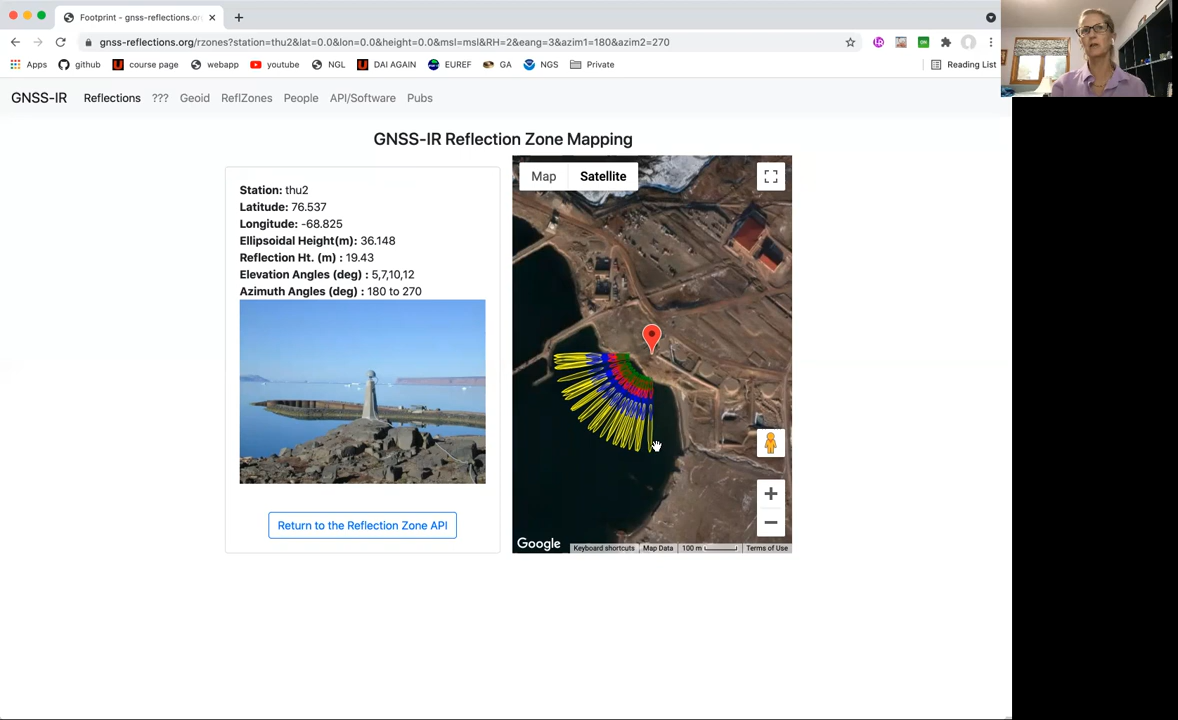 Footprint - gnss-reflections.or
gnss-reflections.org/rzones?station=thu2&lat=0.0&lon=0.0&height=0.0&msl=msl&RH=2&eang=3&azim1=180&azim2=270
Apps github course page webapp youtube NGL DAI AGAIN EUREF GA NGS Private Reading List
GNSS-IR Reflections ??? Geoid ReflZones People API/Software Pubs
GNSS-IR Reflection Zone Mapping
Station: thu2
Latitude: 76.537
Longitude: -68.825
Ellipsoidal Height(m): 36.148
Reflection Ht. (m) : 19.43
Elevation Angles (deg) : 5,7,10,12
Azimuth Angles (deg) : 180 to 270
Return to the Reflection Zone API
Map Satellite
Google
Keyboard shortcuts Map Data 100 m Terms of Use